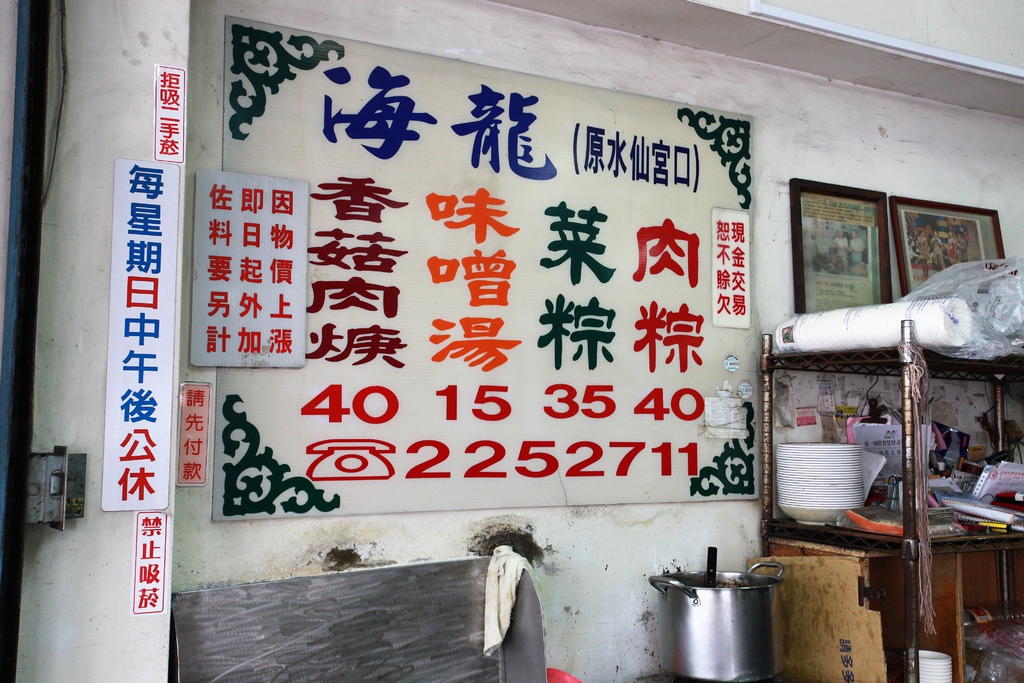 海龍 (原水仙宮口)
肉粽
菜粽
味噌湯
香菇肉焿
40 15 35 40
☎2252711
現金交易
恕不賒欠
因物價上漲
即日起外加
佐料要另計
拒吸二手菸
每星期日中午後公休
請先付款
禁止吸菸
請多多